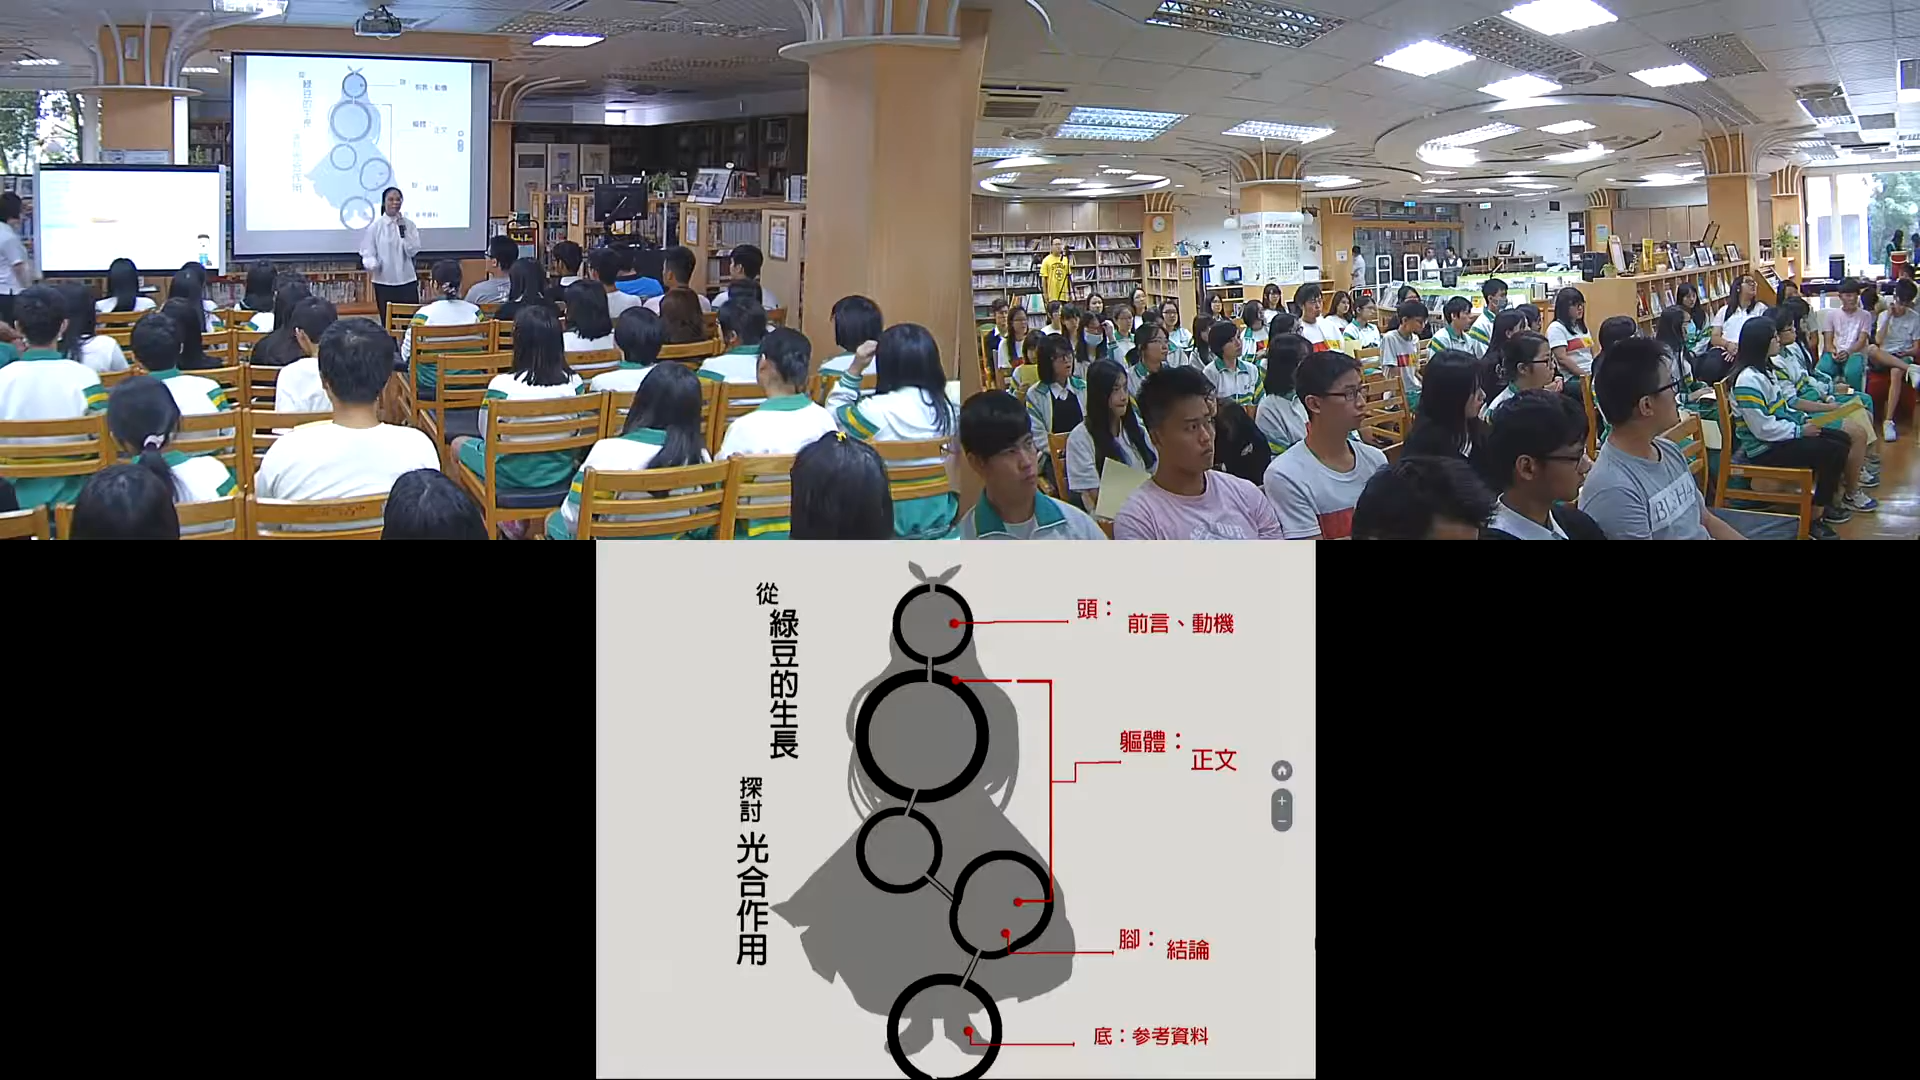 從
綠豆的生長
探討
光合作用
頭：
前言、動機
軀體：
正文
腳：
結論
底：參考資料